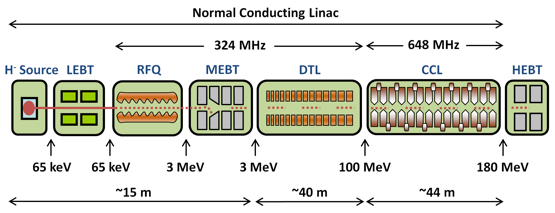 Normal Conducting Linac
324 MHz
648 MHz
H⁻ Source
LEBT
RFQ
MEBT
DTL
CCL
HEBT
65 keV
65 keV
3 MeV
3 MeV
100 MeV
180 MeV
~15 m
~40 m
~44 m